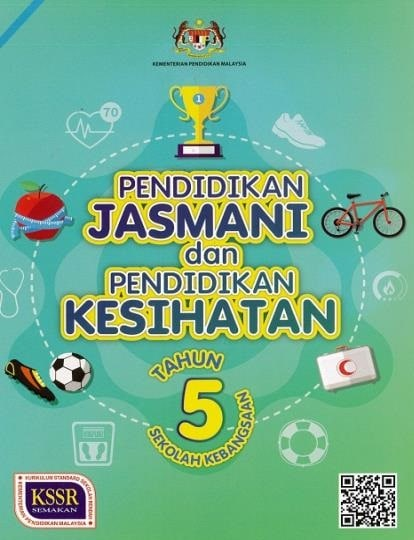 KEMENTERIAN PENDIDIKAN MALAYSIA
1
70
PENDIDIKAN
JASMANI
dan
PENDIDIKAN
KESIHATAN
TAHUN
5
SEKOLAH KEBANGSAAN
KURIKULUM STANDARD SEKOLAH RENDAH
KSSR
SEMAKAN
KEMENTERIAN PENDIDIKAN MALAYSIA